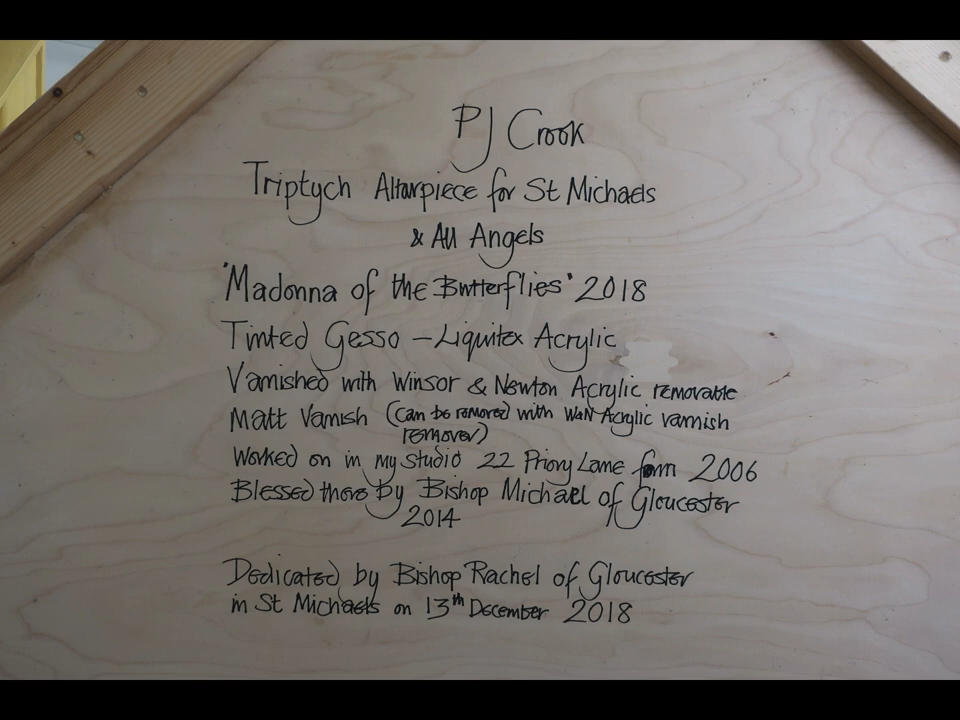 PJ Crook
Triptych Altarpiece for St Michaels
& All Angels
"Madonna of the Butterflies" 2018
Tinted Gesso – Liquitex Acrylic
Varnished with Winsor & Newton Acrylic removable
Matt Varnish (can be removed with W&N Acrylic varnish
remover)
Worked on in my studio 22 Priory Lane from 2006
Blessed there by Bishop Michael of Gloucester
2014
Dedicated by Bishop Rachel of Gloucester
in St Michaels on 13th December 2018